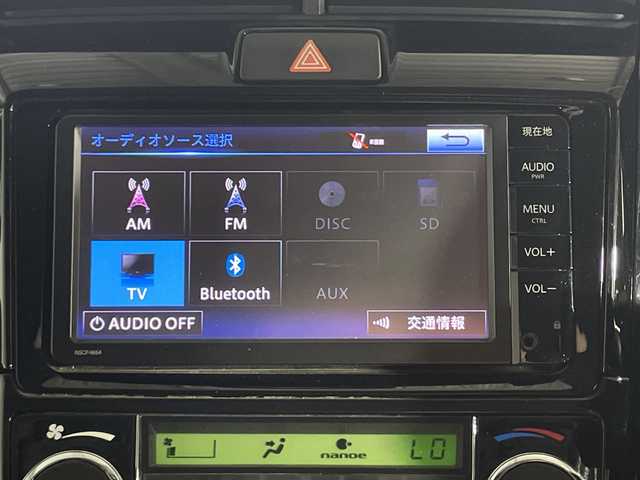 オーディオソース選択
現在地
AUDIO
PWR
AM
FM
DISC
SD
MENU
CTRL
TV
Bluetooth
AUX
VOL+
VOL−
AUDIO OFF
交通情報
nanoe
LO